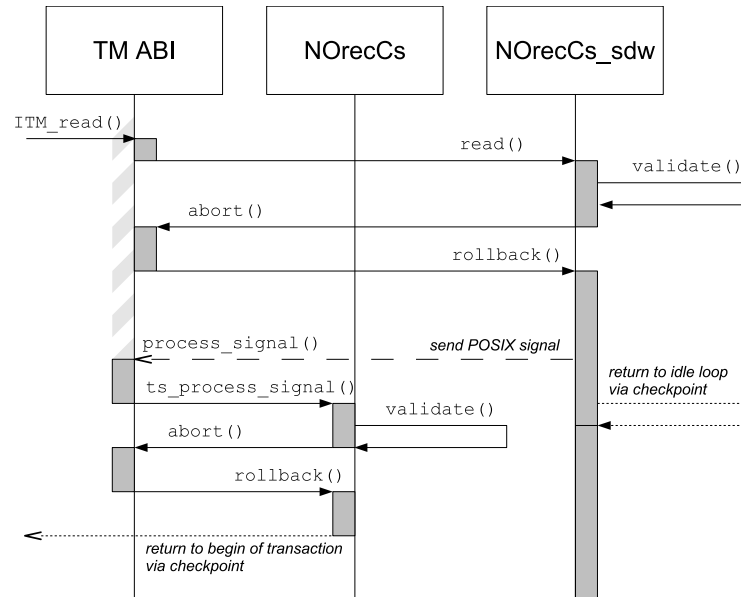 TM ABI
NOrecCs
NOrecCs_sdw
ITM_read()
read()
validate()
abort()
rollback()
process_signal()
send POSIX signal
return to idle loop
via checkpoint
ts_process_signal()
validate()
abort()
rollback()
return to begin of transaction
via checkpoint